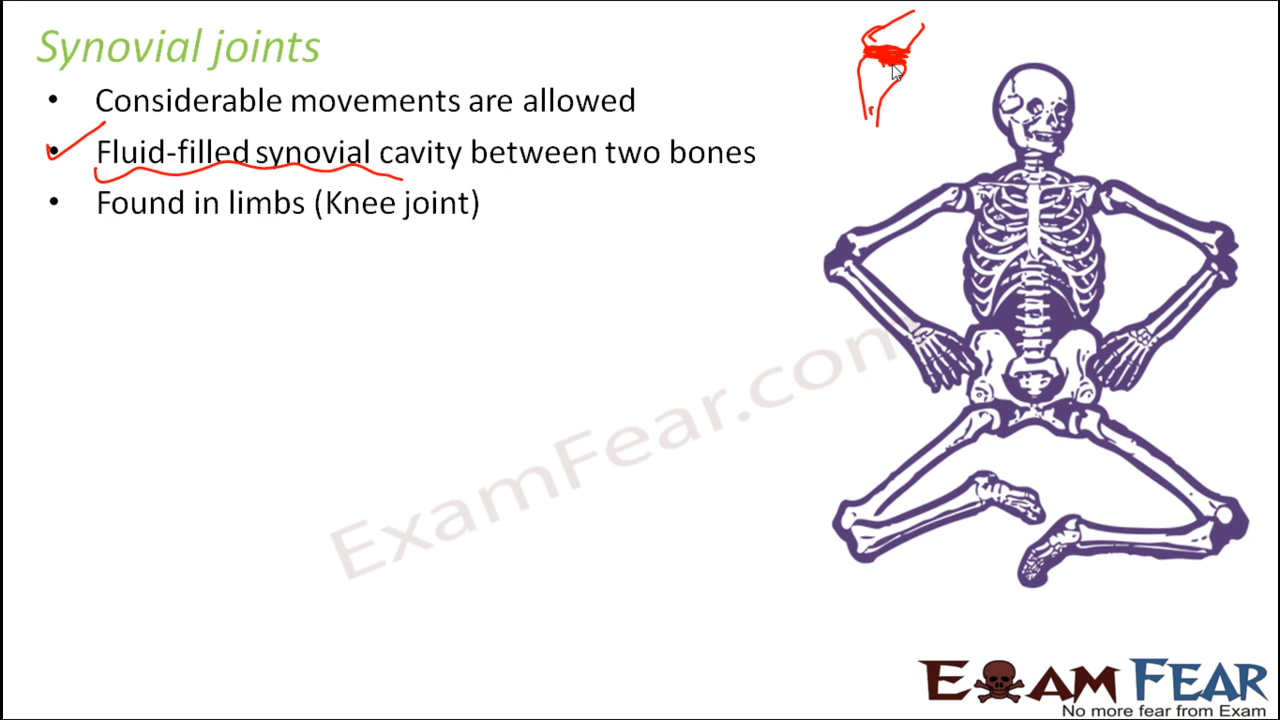 Synovial joints
• Considerable movements are allowed
• Fluid-filled synovial cavity between two bones
• Found in limbs (Knee joint)
ExamFear.com
EXAM FEAR
No more fear from Exam